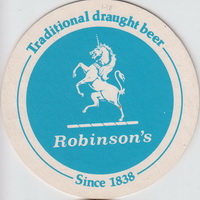 Traditional draught beer
Robinson's
Since 1838